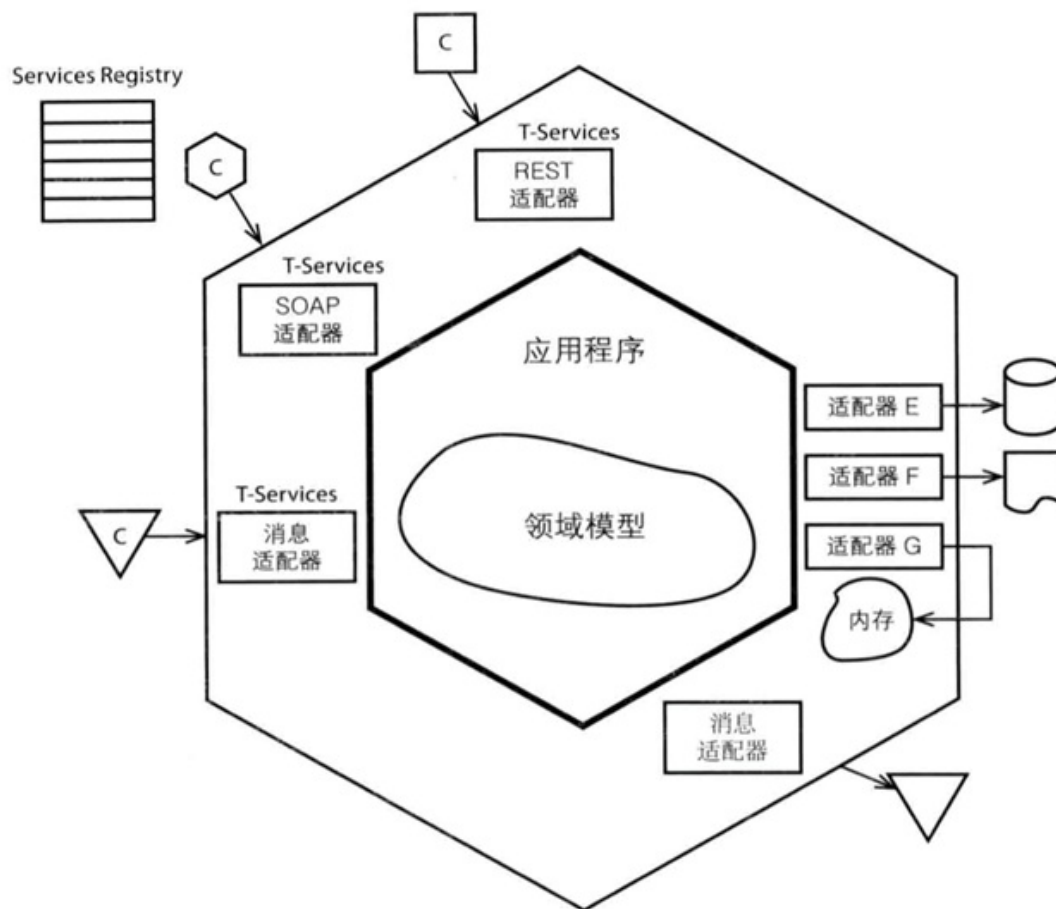 C
Services Registry
T-Services
REST
适配器
C
T-Services
SOAP
适配器
应用程序
适配器 E
适配器 F
T-Services
消息
适配器
C
领域模型
适配器 G
内存
消息
适配器